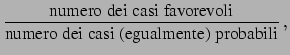 numero dei casi favorevoli
numero dei casi (egualmente) probabili ,